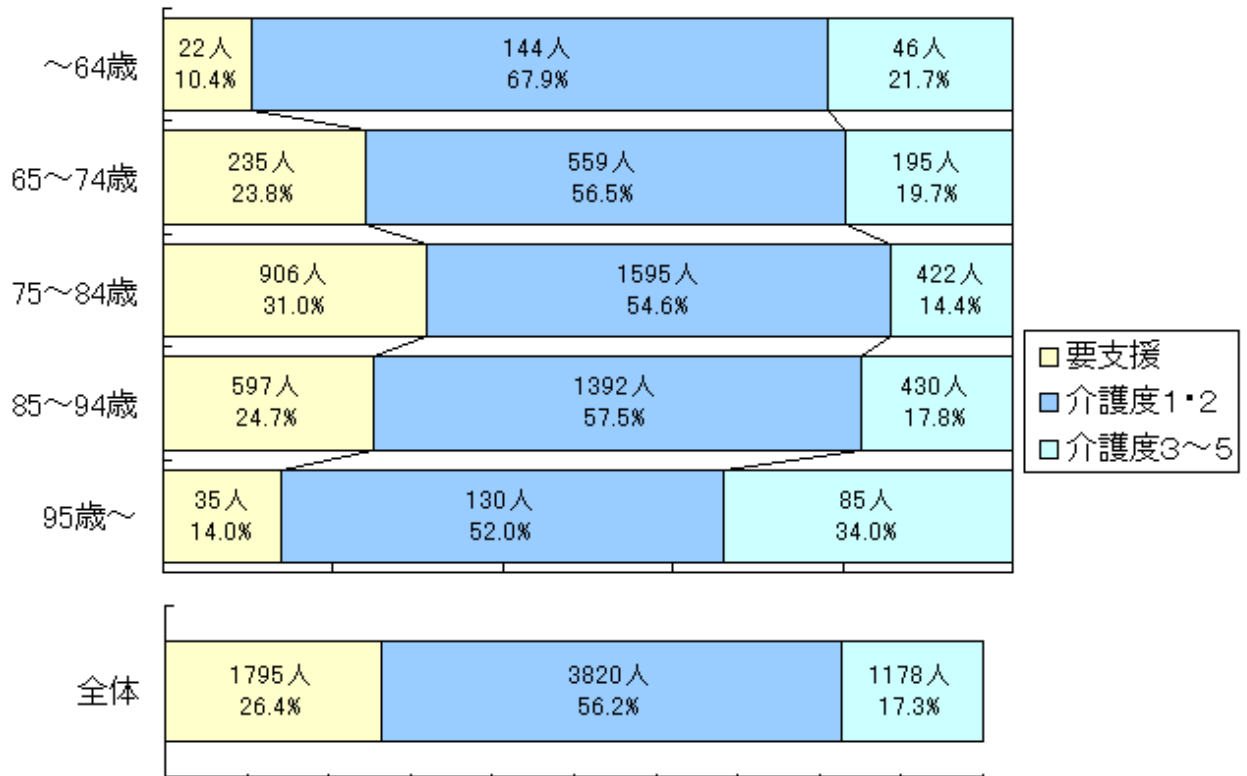 ～64歳
22人
10.4%
144人
67.9%
46人
21.7%
65～74歳
235人
23.8%
559人
56.5%
195人
19.7%
75～84歳
906人
31.0%
1595人
54.6%
422人
14.4%
85～94歳
597人
24.7%
1392人
57.5%
430人
17.8%
95歳～
35人
14.0%
130人
52.0%
85人
34.0%
要支援
介護度1・2
介護度3～5
全体
1795人
26.4%
3820人
56.2%
1178人
17.3%